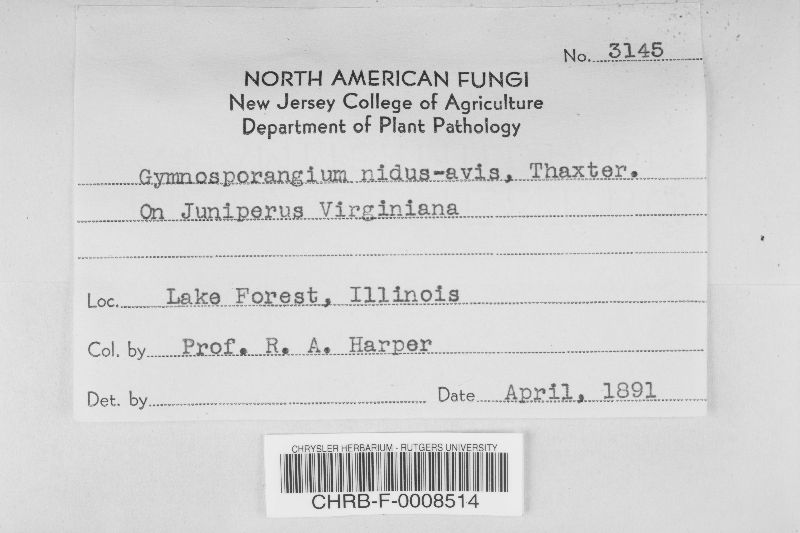 No. 3145
NORTH AMERICAN FUNGI
New Jersey College of Agriculture
Department of Plant Pathology
Gymnosporangium nidus-avis, Thaxter.
On Juniperus Virginiana
Loc. Lake Forest, Illinois
Col. by Prof. R. A. Harper
Det. by Date April, 1891
CHRYSLER HERBARIUM - RUTGERS UNIVERSITY
CHRB-F-0008514